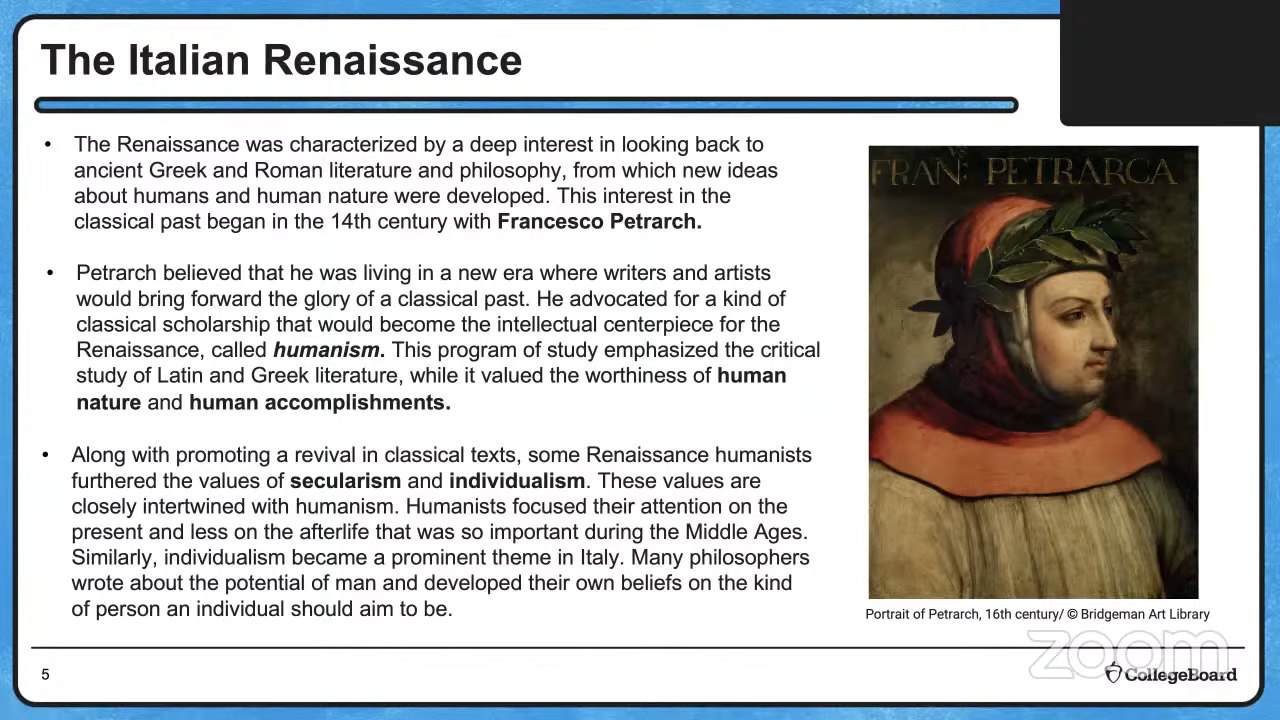 The Italian Renaissance
• The Renaissance was characterized by a deep interest in looking back to
ancient Greek and Roman literature and philosophy, from which new ideas
about humans and human nature were developed. This interest in the
classical past began in the 14th century with Francesco Petrarch.
• Petrarch believed that he was living in a new era where writers and artists
would bring forward the glory of a classical past. He advocated for a kind of
classical scholarship that would become the intellectual centerpiece for the
Renaissance, called humanism. This program of study emphasized the critical
study of Latin and Greek literature, while it valued the worthiness of human
nature and human accomplishments.
• Along with promoting a revival in classical texts, some Renaissance humanists
furthered the values of secularism and individualism. These values are
closely intertwined with humanism. Humanists focused their attention on the
present and less on the afterlife that was so important during the Middle Ages.
Similarly, individualism became a prominent theme in Italy. Many philosophers
wrote about the potential of man and developed their own beliefs on the kind
of person an individual should aim to be.
FRAN: PETRARCA
Portrait of Petrarch, 16th century/ © Bridgeman Art Library
zoom
5
CollegeBoard